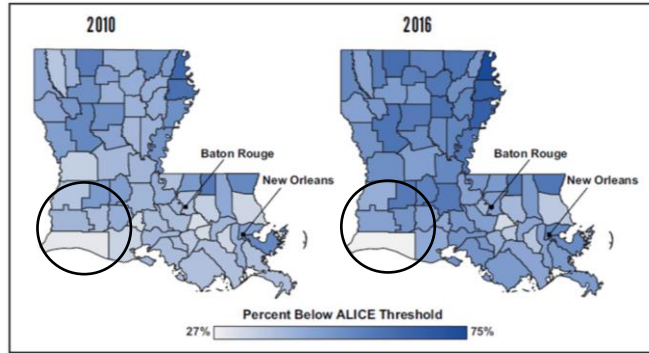 2010
2016
Baton Rouge
New Orleans
Baton Rouge
New Orleans
)
Percent Below ALICE Threshold
27%
75%